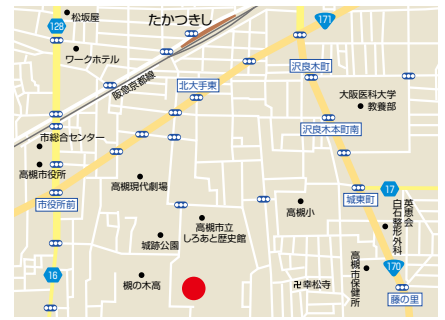 松坂屋
128
ワークホテル
たかつきし
171
阪急京都線
沢良木町
北大手東
大阪医科大学
教養部
市総合センター
沢良木本町南
高槻市役所
高槻現代劇場
17
市役所前
城東町
高槻小
高槻市立
しろあと歴史館
英恵会
白石整形外科
城跡公園
16
槻の木高
卍幸松寺
高槻市保健所
170
藤の里